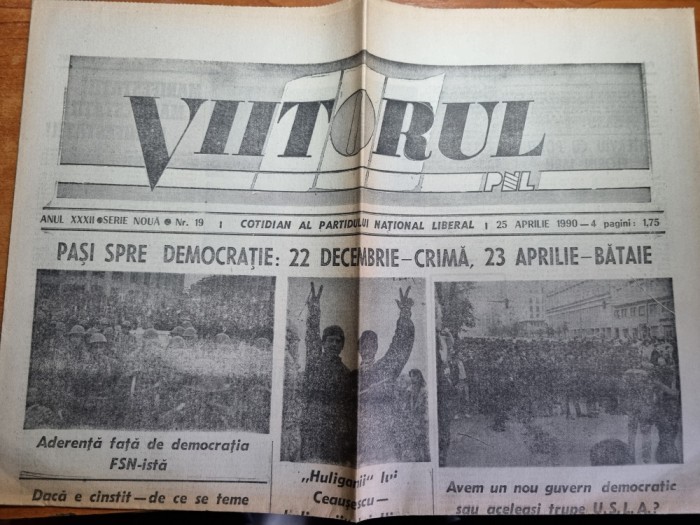 VIITORUL
PNL
ANUL XXXII • SERIE NOUĂ • Nr. 19 | COTIDIAN AL PARTIDULUI NAȚIONAL LIBERAL | 25 APRILIE 1990 — 4 pagini: 1,75
PAȘI SPRE DEMOCRAȚIE: 22 DECEMBRIE – CRIMĂ, 23 APRILIE – BĂTAIE
Aderență față de democrația
FSN-istă
Dacă e cinstit — de ce se teme
„Huliganii" lui
Ceaușescu —
Avem un nou guvern democratic
sau aceleași trupe U.S.L.A.?